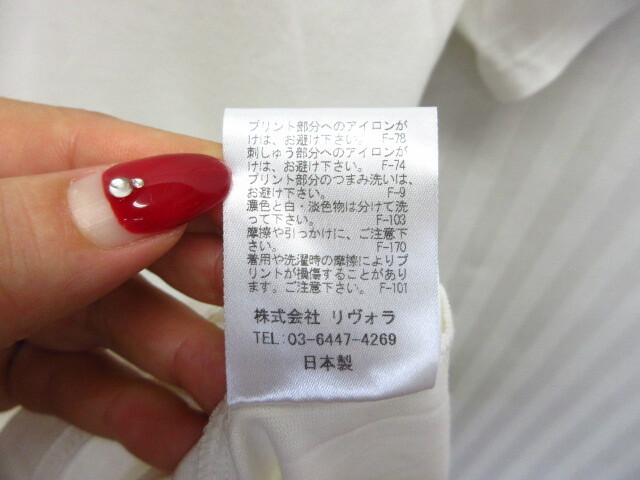 プリント部分へのアイロンが
けは、お避け下さい。 F-78
刺しゅう部分へのアイロンが
けは、お避け下さい。 F-74
プリント部分のつまみ洗いは、
お避け下さい。 F-9
濃色と白・淡色物は分けて洗
って下さい。 F-103
摩擦や引っかけに、ご注意下
さい。 F-170
着用や洗濯時の摩擦によりプ
リントが損傷することがあり
ます。ご注意下さい。 F-101
株式会社 リヴォラ
TEL:03-6447-4269
日本製